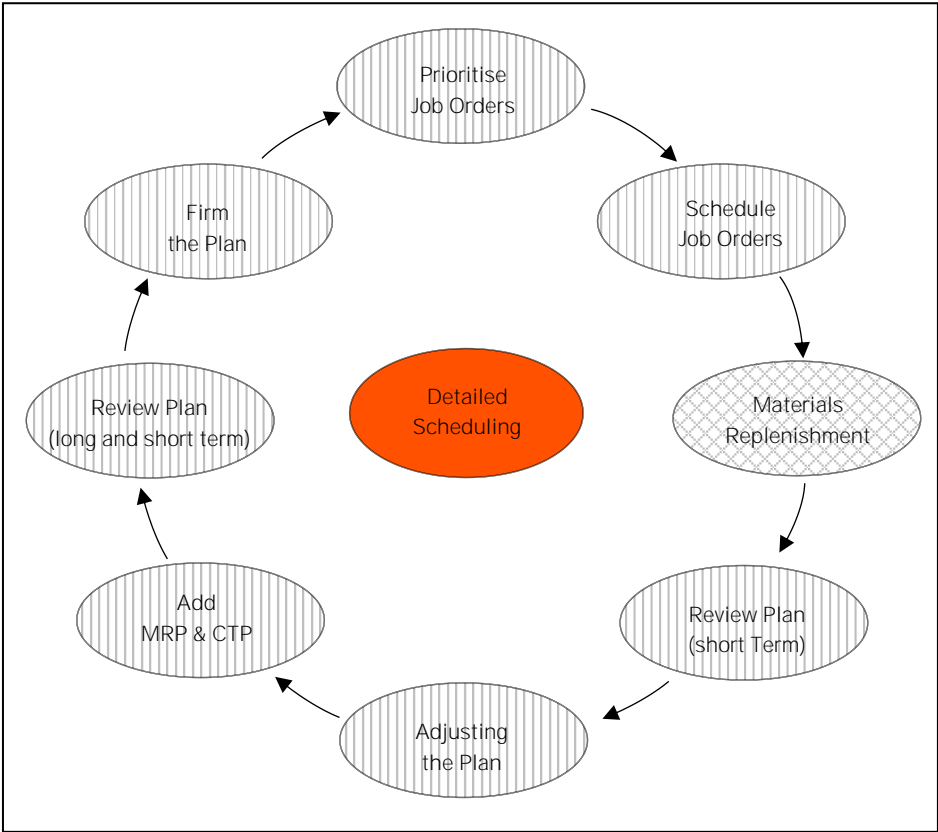 Prioritise
Job Orders
Schedule
Job Orders
Materials
Replenishment
Review Plan
(short Term)
Adjusting
the Plan
Add
MRP & CTP
Review Plan
(long and short term)
Firm
the Plan
Detailed
Scheduling